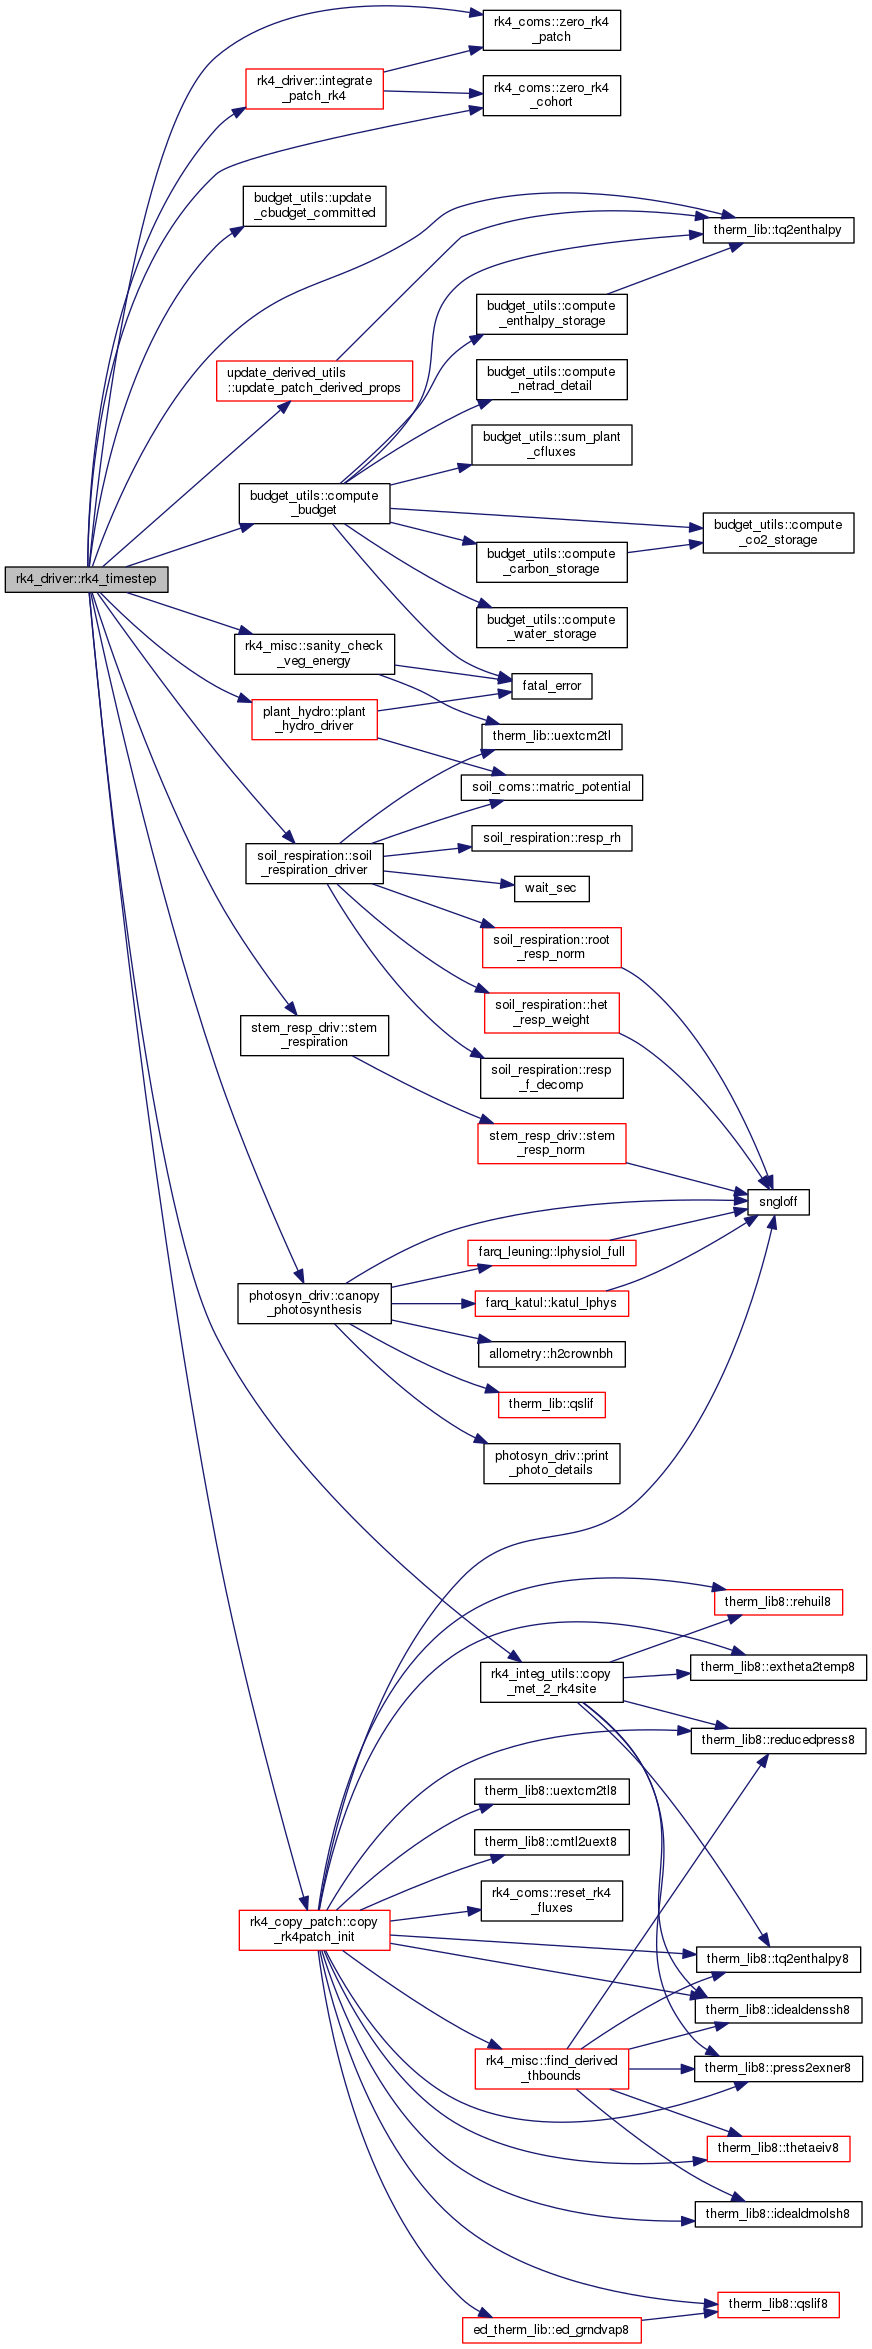 rk4_coms::zero_rk4
_patch
rk4_driver::integrate
_patch_rk4
rk4_coms::zero_rk4
_cohort
budget_utils::update
_cbudget_committed
therm_lib::tq2enthalpy
budget_utils::compute
_enthalpy_storage
update_derived_utils
::update_patch_derived_props
budget_utils::compute
_netrad_detail
budget_utils::sum_plant
_cfluxes
budget_utils::compute
_budget
budget_utils::compute
_co2_storage
budget_utils::compute
_carbon_storage
rk4_driver::rk4_timestep
budget_utils::compute
_water_storage
rk4_misc::sanity_check
_veg_energy
fatal_error
plant_hydro::plant
_hydro_driver
therm_lib::uextcm2tl
soil_coms::matric_potential
soil_respiration::resp_rh
soil_respiration::soil
_respiration_driver
wait_sec
soil_respiration::root
_resp_norm
soil_respiration::het
_resp_weight
stem_resp_driv::stem
_respiration
soil_respiration::resp
_f_decomp
stem_resp_driv::stem
_resp_norm
sngloff
farq_leuning::lphysiol_full
photosyn_driv::canopy
_photosynthesis
farq_katul::katul_lphys
allometry::h2crownbh
therm_lib::qslif
photosyn_driv::print
_photo_details
therm_lib8::rehuil8
rk4_integ_utils::copy
_met_2_rk4site
therm_lib8::extheta2temp8
therm_lib8::reducedpress8
therm_lib8::uextcm2tl8
therm_lib8::cmtl2uext8
rk4_coms::reset_rk4
_fluxes
rk4_copy_patch::copy
_rk4patch_init
therm_lib8::tq2enthalpy8
therm_lib8::idealdenssh8
rk4_misc::find_derived
_thbounds
therm_lib8::press2exner8
therm_lib8::thetaeiv8
therm_lib8::idealdmolsh8
therm_lib8::qslif8
ed_therm_lib::ed_grndvap8